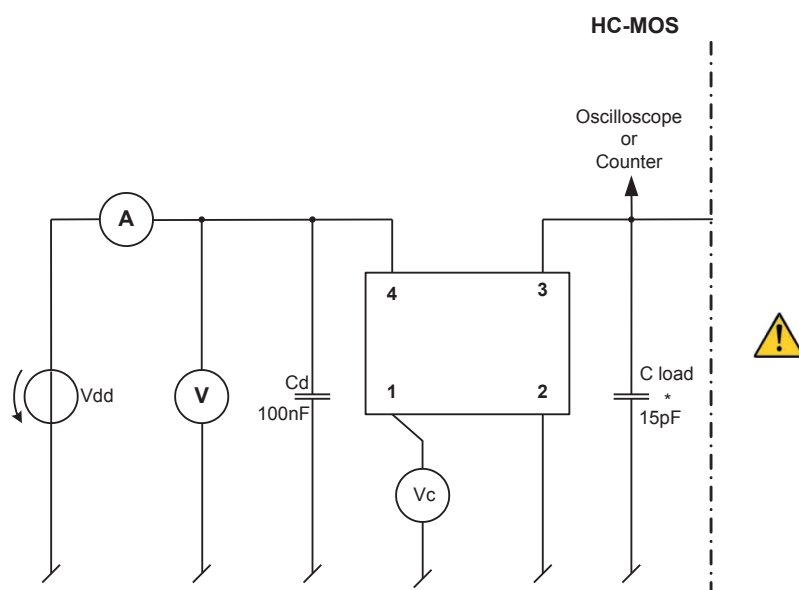 HC-MOS
Oscilloscope
or
Counter
A
4
3
Vdd
V
Cd
100nF
1
2
C load
*
15pF
Vc
!